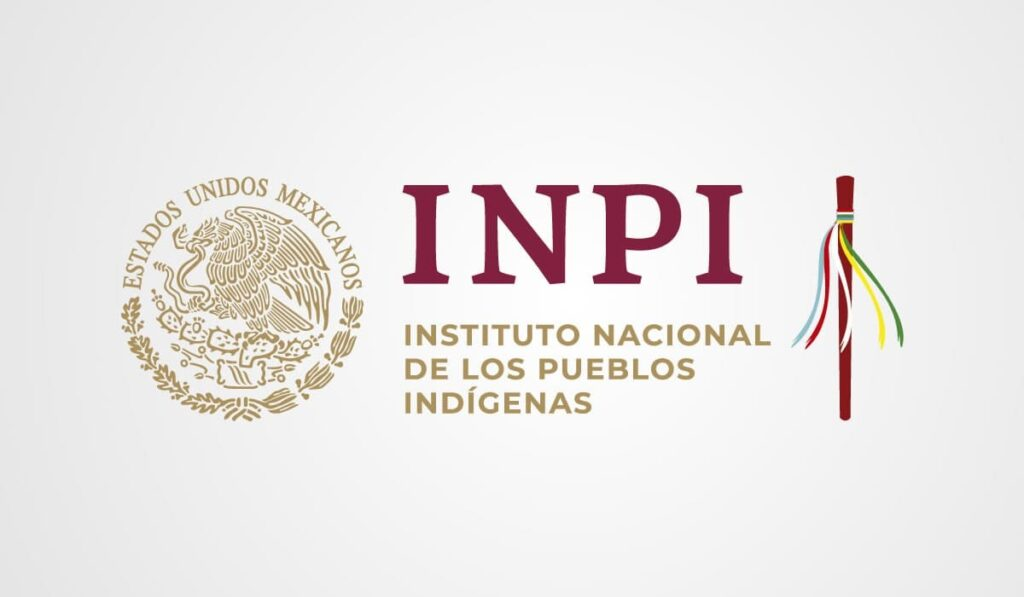 ESTADOS UNIDOS MEXICANOS
INPI
INSTITUTO NACIONAL
DE LOS PUEBLOS
INDÍGENAS